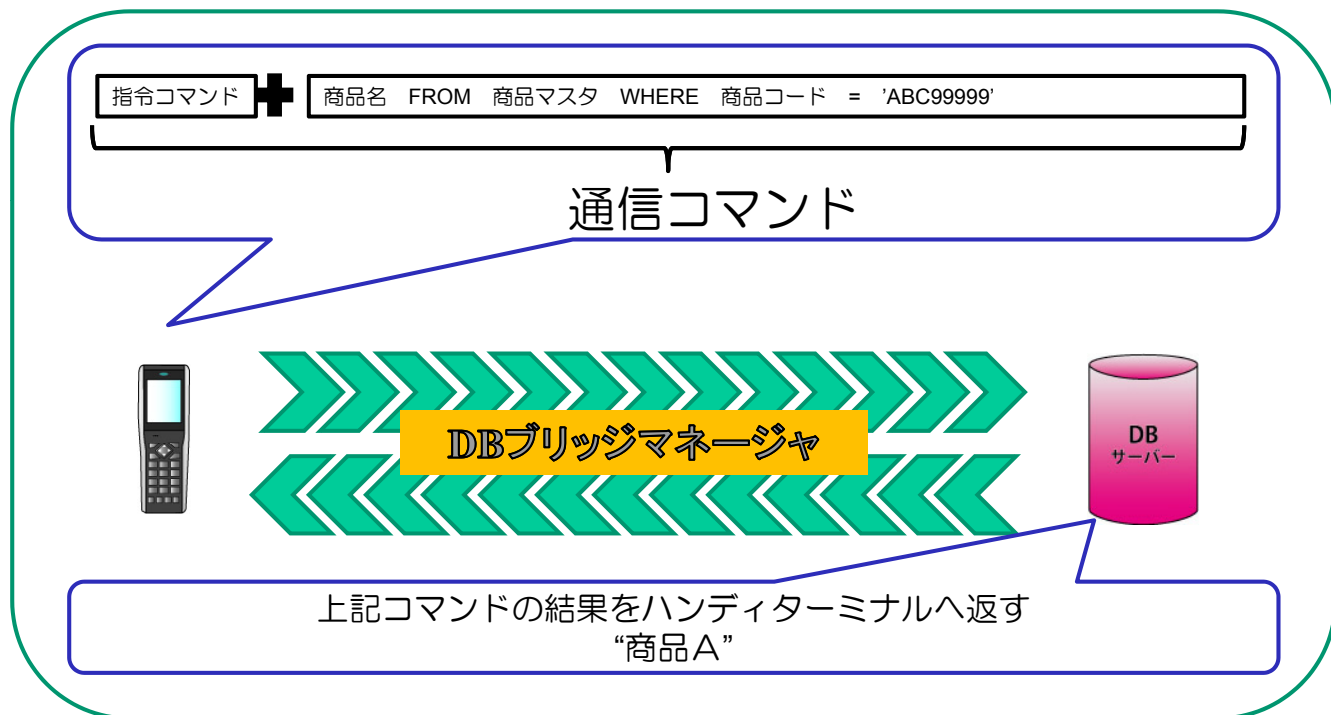 指令コマンド
商品名 FROM 商品マスタ WHERE 商品コード = ’ABC99999’
通信コマンド
DBブリッジマネージャ
DB
サーバー
上記コマンドの結果をハンディターミナルへ返す
“商品A”